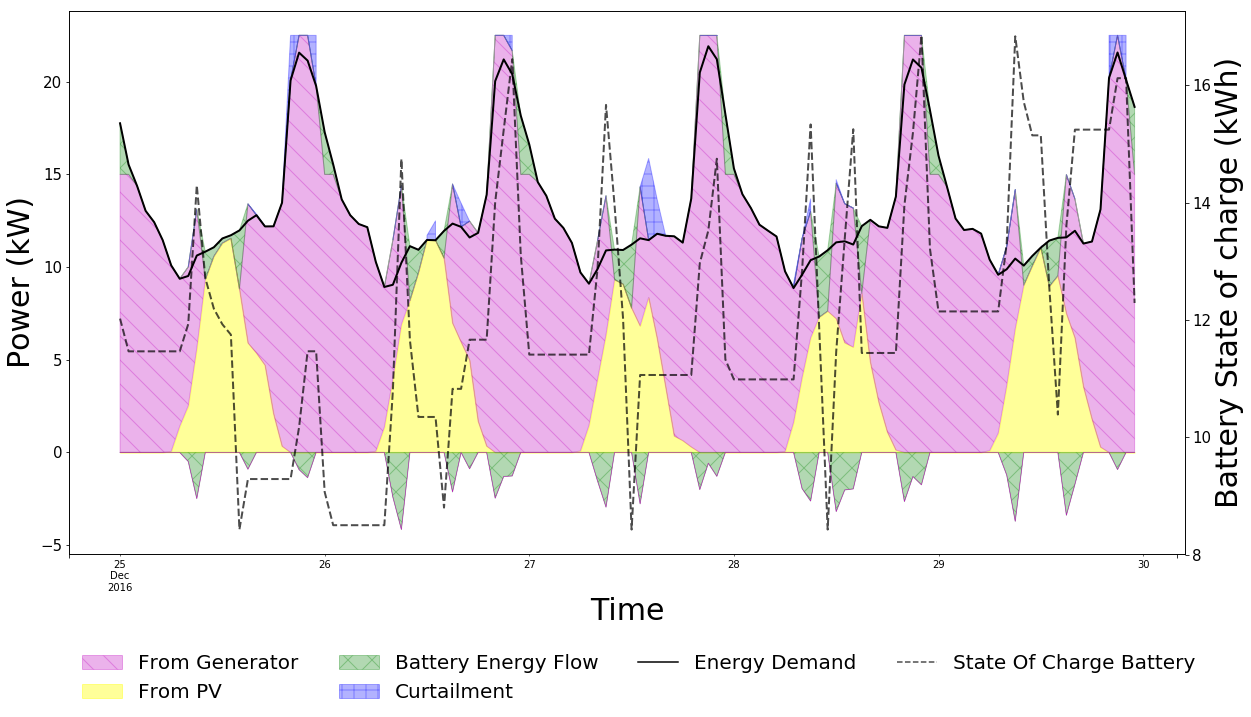 Power (kW)
20
15
10
5
0
−5
16
14
12
10
8
Battery State of charge (kWh)
25
Dec
2016
26
27
28
29
30
Time
From Generator
Battery Energy Flow
Energy Demand
State Of Charge Battery
From PV
Curtailment